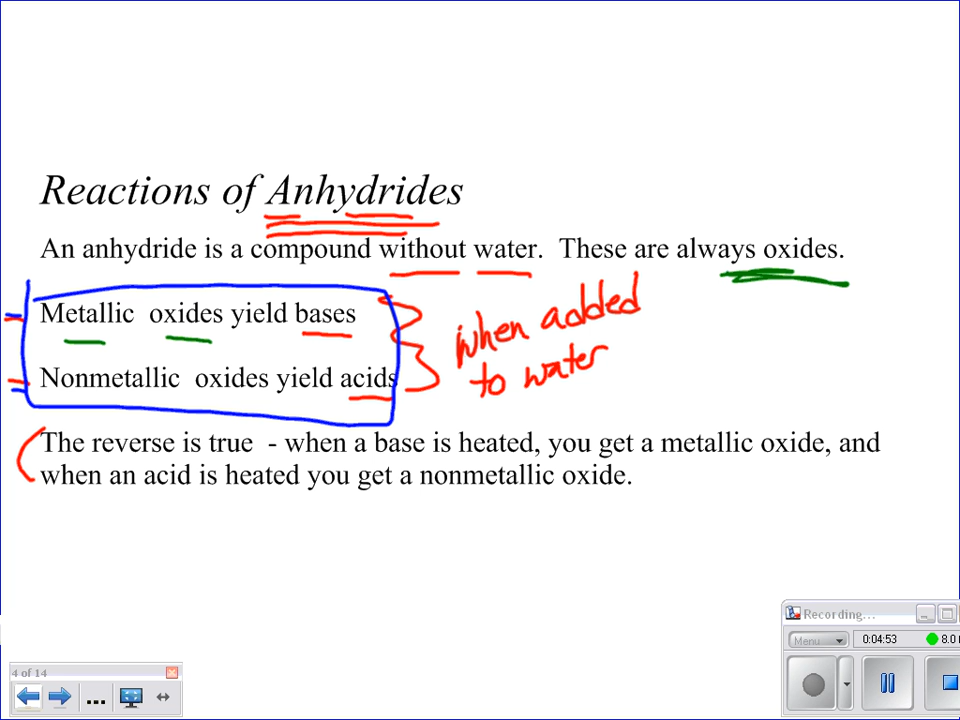 Reactions of Anhydrides
An anhydride is a compound without water. These are always oxides.
Metallic oxides yield bases
Nonmetallic oxides yield acids
when added
to water
The reverse is true - when a base is heated, you get a metallic oxide, and
when an acid is heated you get a nonmetallic oxide.
Recording...
Menu
0:04:53
8.0
4 of 14